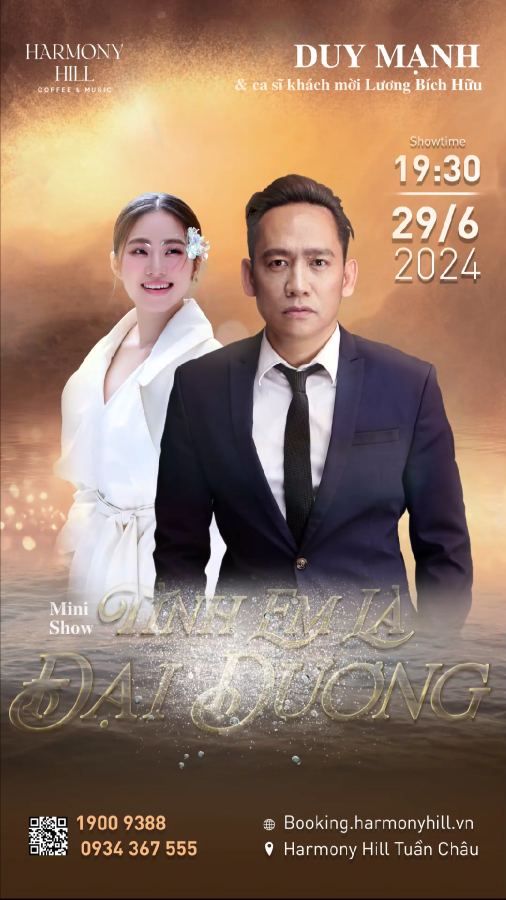 HARMONY
HILL
COFFEE & MUSIC
DUY MẠNH
& ca sĩ khách mời Lương Bích Hữu
Showtime
19:30
29/6
2024
Mini
Show
TÌNH EM LÀ
ĐẠI DƯƠNG
1900 9388
0934 367 555
Booking.harmonyhill.vn
Harmony Hill Tuần Châu